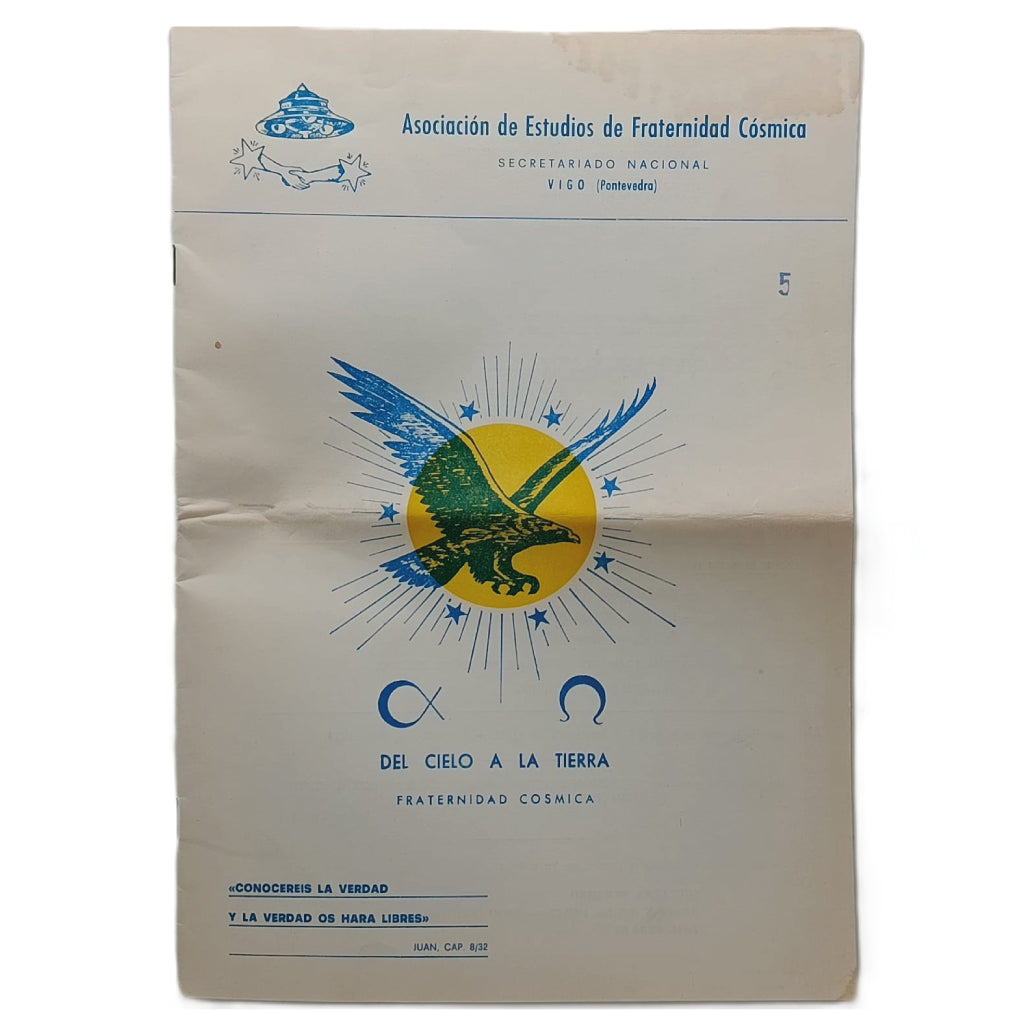 Asociación de Estudios de Fraternidad Cósmica
SECRETARIADO NACIONAL
VIGO (Pontevedra)
5
α Ω
DEL CIELO A LA TIERRA
FRATERNIDAD COSMICA
«CONOCEREIS LA VERDAD
Y LA VERDAD OS HARA LIBRES»
JUAN, CAP. 8/32